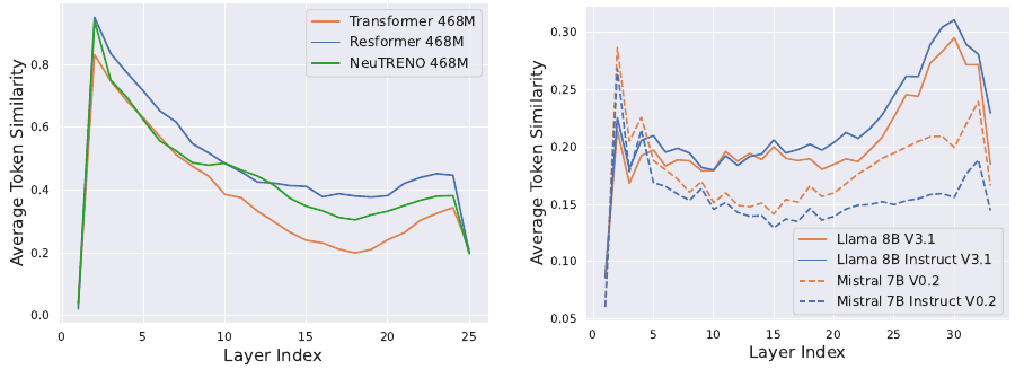 Transformer 468M
Resformer 468M
NeuTRENO 468M
Average Token Similarity
0.8
0.6
0.4
0.2
0.0
0
5
10
15
20
25
Layer Index
Average Token Similarity
0.30
0.25
0.20
0.15
0.10
0.05
Llama 8B V3.1
Llama 8B Instruct V3.1
Mistral 7B V0.2
Mistral 7B Instruct V0.2
0
5
10
15
20
25
30
Layer Index